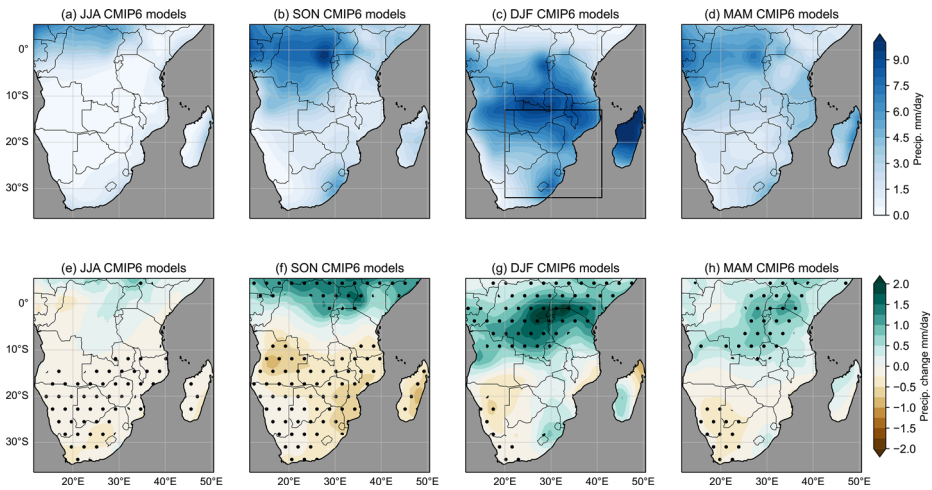 (a) JJA CMIP6 models
(b) SON CMIP6 models
(c) DJF CMIP6 models
(d) MAM CMIP6 models
0°
10°S
20°S
30°S
9.0
7.5
6.0
4.5
3.0
1.5
0.0
Precip. mm/day
(e) JJA CMIP6 models
(f) SON CMIP6 models
(g) DJF CMIP6 models
(h) MAM CMIP6 models
0°
10°S
20°S
30°S
2.0
1.5
1.0
0.5
0.0
−0.5
−1.0
−1.5
−2.0
Precip. change mm/day
20°E 30°E 40°E 50°E
20°E 30°E 40°E 50°E
20°E 30°E 40°E 50°E
20°E 30°E 40°E 50°E